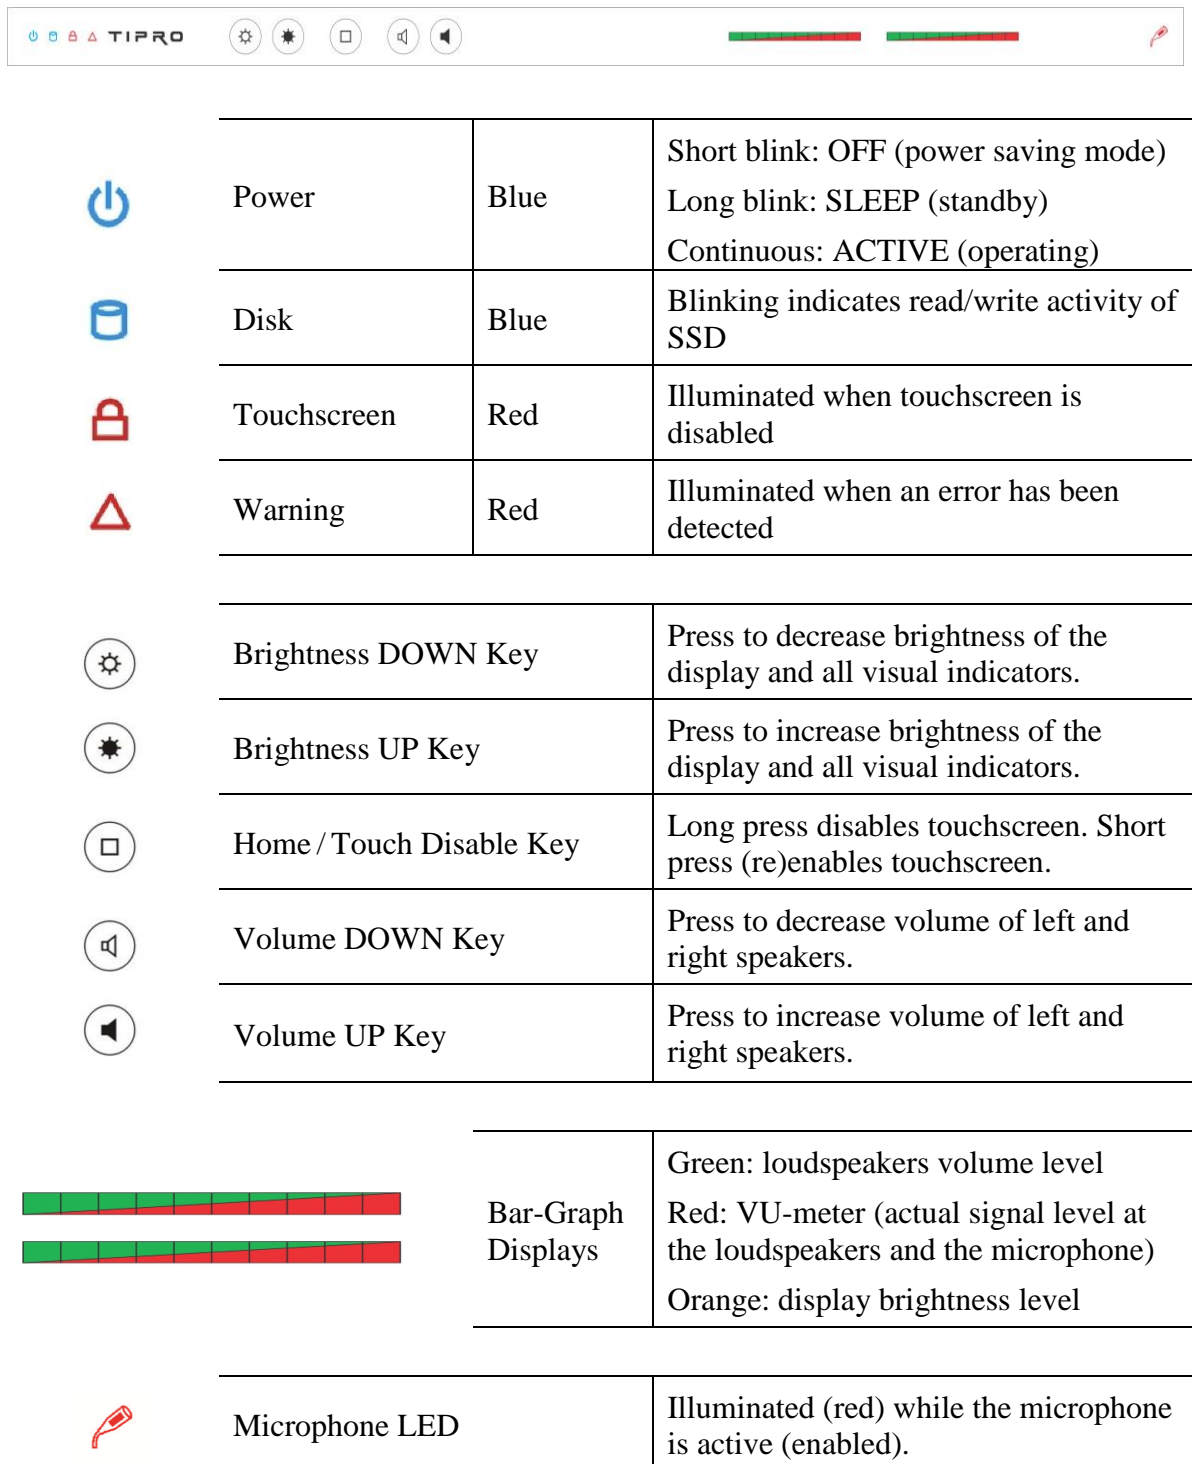 TIPRO
Power
Blue
Short blink: OFF (power saving mode)
Long blink: SLEEP (standby)
Continuous: ACTIVE (operating)
Disk
Blue
Blinking indicates read/write activity of
SSD
Touchscreen
Red
Illuminated when touchscreen is
disabled
Warning
Red
Illuminated when an error has been
detected
Brightness DOWN Key
Press to decrease brightness of the
display and all visual indicators.
Brightness UP Key
Press to increase brightness of the
display and all visual indicators.
Home / Touch Disable Key
Long press disables touchscreen. Short
press (re)enables touchscreen.
Volume DOWN Key
Press to decrease volume of left and
right speakers.
Volume UP Key
Press to increase volume of left and
right speakers.
Bar-Graph
Displays
Green: loudspeakers volume level
Red: VU-meter (actual signal level at
the loudspeakers and the microphone)
Orange: display brightness level
Microphone LED
Illuminated (red) while the microphone
is active (enabled).